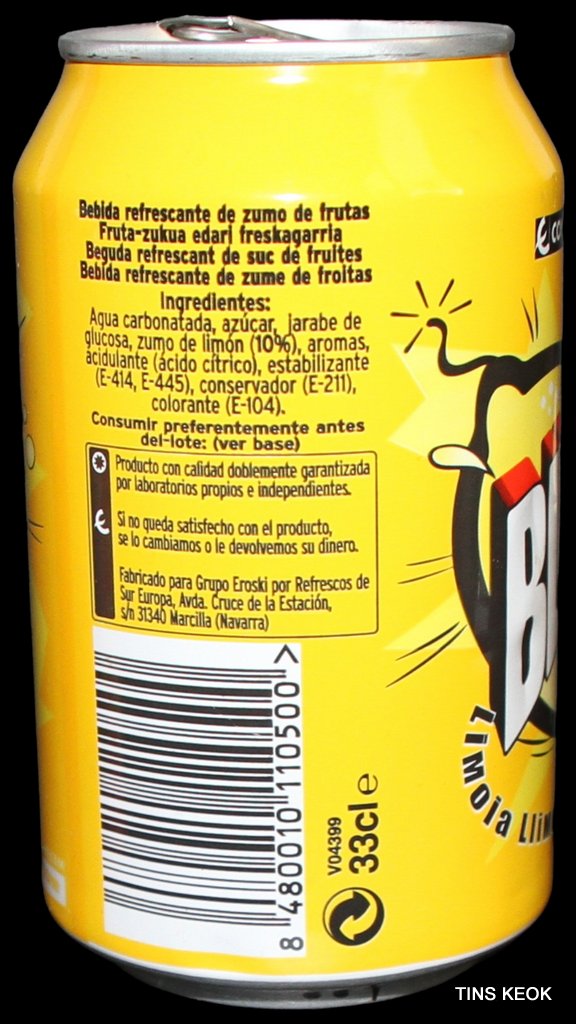 Bebida refrescante de zumo de frutas
Fruta-zukua edari freskagarria
Beguda refrescant de suc de fruites
Bebida refrescante de zume de froitas
Ingredientes:
Agua carbonatada, azúcar, jarabe de
glucosa, zumo de limón (10%), aromas,
acidulante (ácido cítrico), estabilizante
(E-414, E-445), conservador (E-211),
colorante (E-104).
Consumir preferentemente antes
del-lote: (ver base)
Producto con calidad doblemente garantizada
por laboratorios propios e independientes.
Si no queda satisfecho con el producto,
se lo cambiamos o le devolvemos su dinero.
Fabricado para Grupo Eroski por Refrescos de
Sur Europa, Avda. Cruce de la Estación,
s/n 31340 Marcilla (Navarra)
8 480010 110500 >
V04399
33cl e
Limoia
TINS KEOK